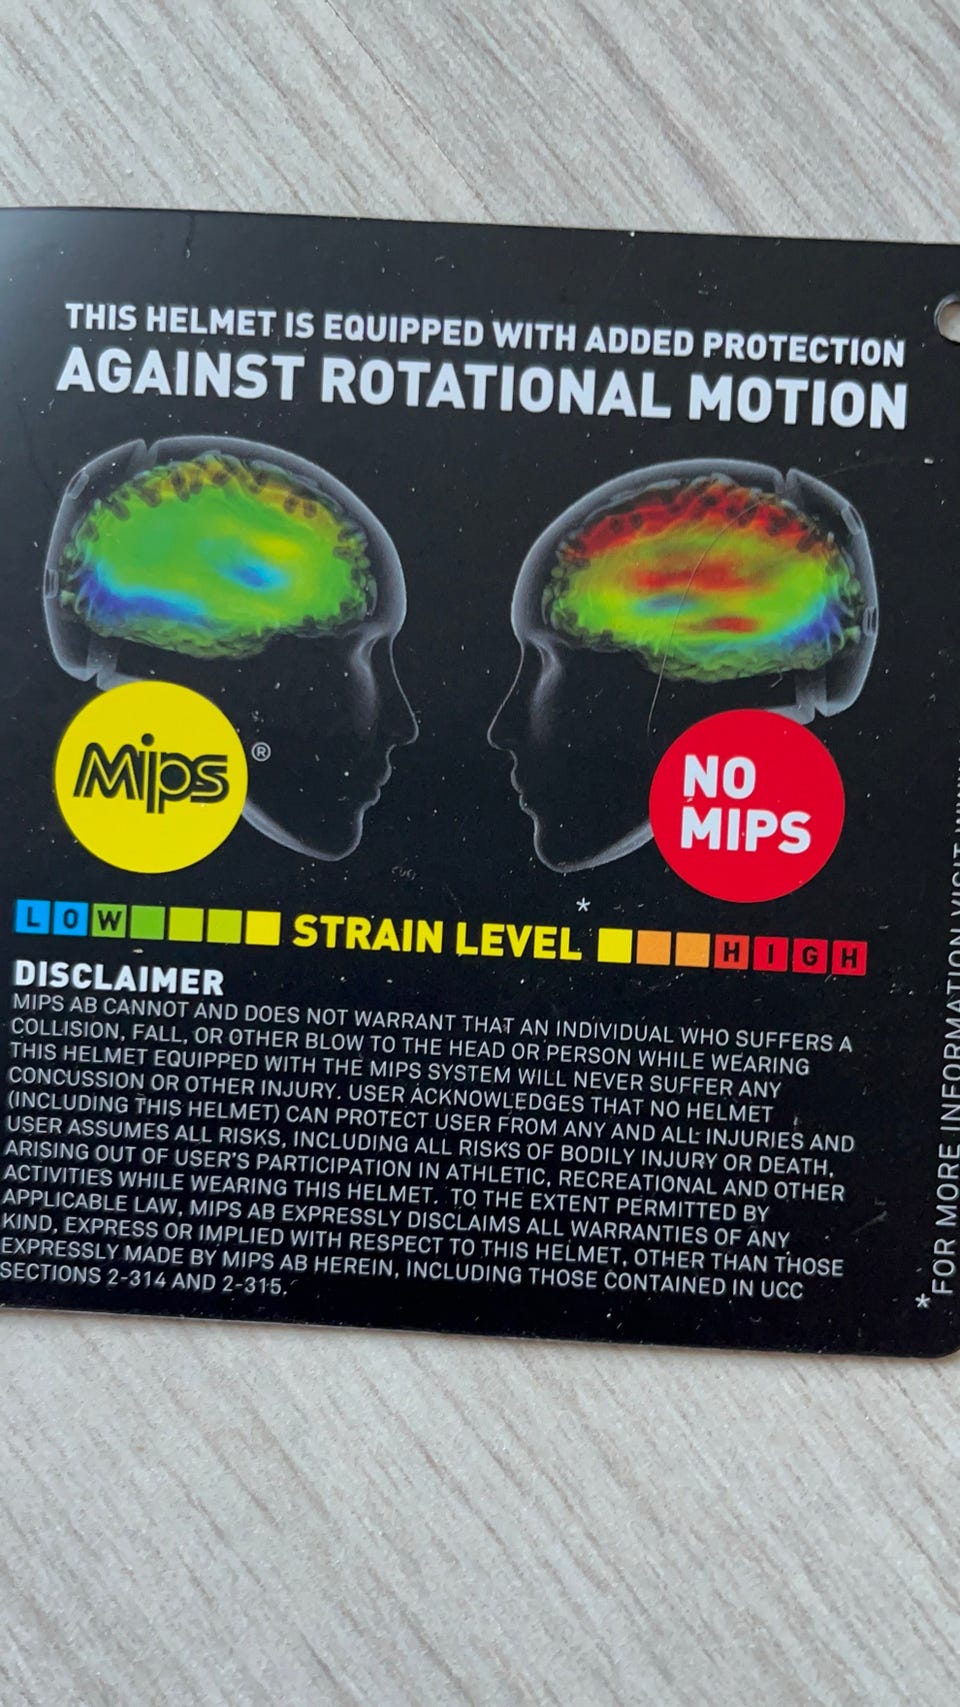 THIS HELMET IS EQUIPPED WITH ADDED PROTECTION
AGAINST ROTATIONAL MOTION
Mips ®
NO
MIPS
LOW STRAIN LEVEL* HIGH
DISCLAIMER
MIPS AB CANNOT AND DOES NOT WARRANT THAT AN INDIVIDUAL WHO SUFFERS A
COLLISION, FALL, OR OTHER BLOW TO THE HEAD OR PERSON WHILE WEARING
THIS HELMET EQUIPPED WITH THE MIPS SYSTEM WILL NEVER SUFFER ANY
CONCUSSION OR OTHER INJURY. USER ACKNOWLEDGES THAT NO HELMET
(INCLUDING THIS HELMET) CAN PROTECT USER FROM ANY AND ALL INJURIES AND
USER ASSUMES ALL RISKS, INCLUDING ALL RISKS OF BODILY INJURY OR DEATH,
ARISING OUT OF USER'S PARTICIPATION IN ATHLETIC, RECREATIONAL AND OTHER
ACTIVITIES WHILE WEARING THIS HELMET. TO THE EXTENT PERMITTED BY
APPLICABLE LAW, MIPS AB EXPRESSLY DISCLAIMS ALL WARRANTIES OF ANY
KIND, EXPRESS OR IMPLIED WITH RESPECT TO THIS HELMET, OTHER THAN THOSE
EXPRESSLY MADE BY MIPS AB HEREIN, INCLUDING THOSE CONTAINED IN UCC
SECTIONS 2-314 AND 2-315.
* FOR MORE INFORMATION VISIT